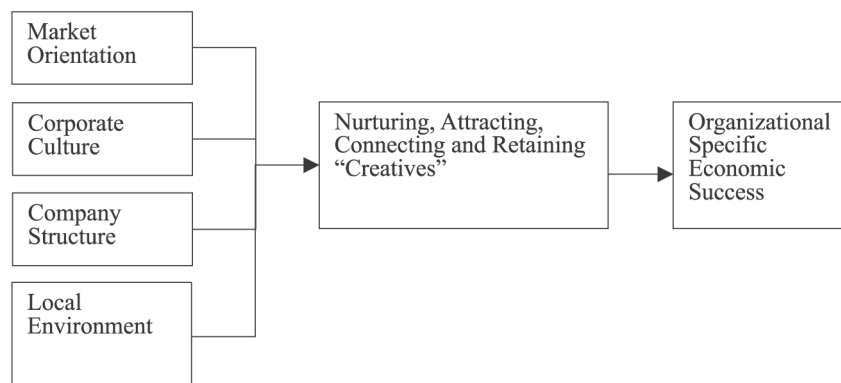 Market
Orientation
Corporate
Culture
Company
Structure
Local
Environment
Nurturing, Attracting,
Connecting and Retaining
“Creatives”
Organizational
Specific
Economic
Success